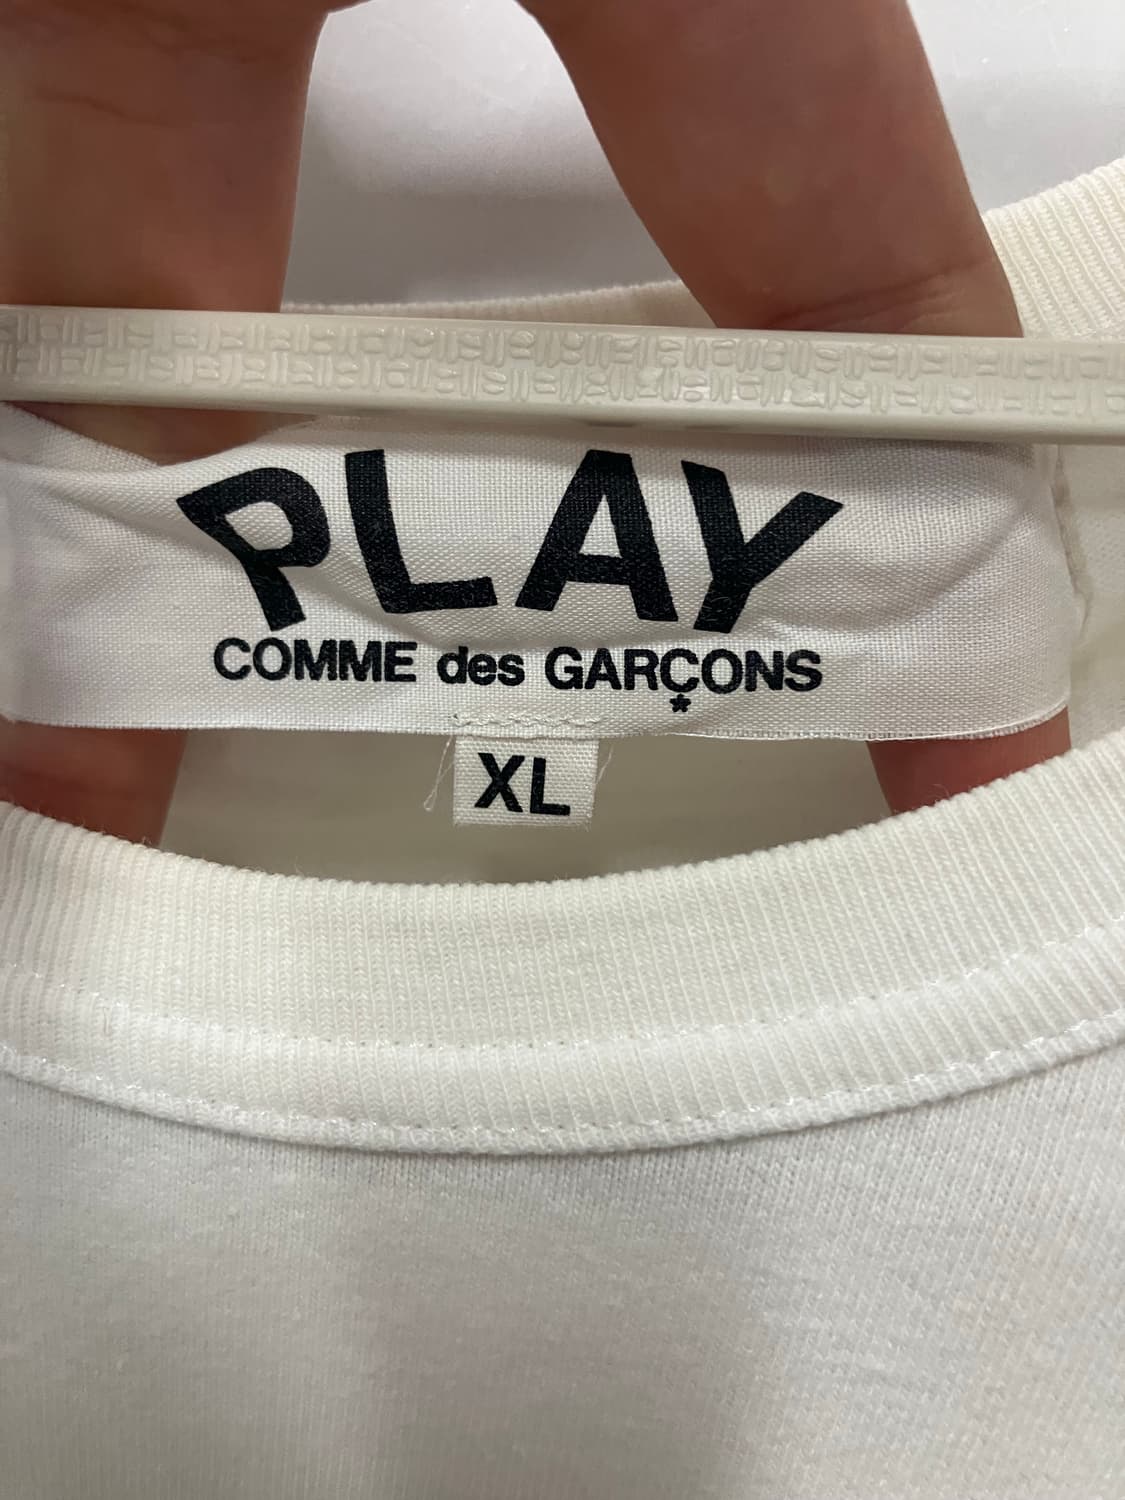 PLAY
COMME des GARÇONS
*
XL